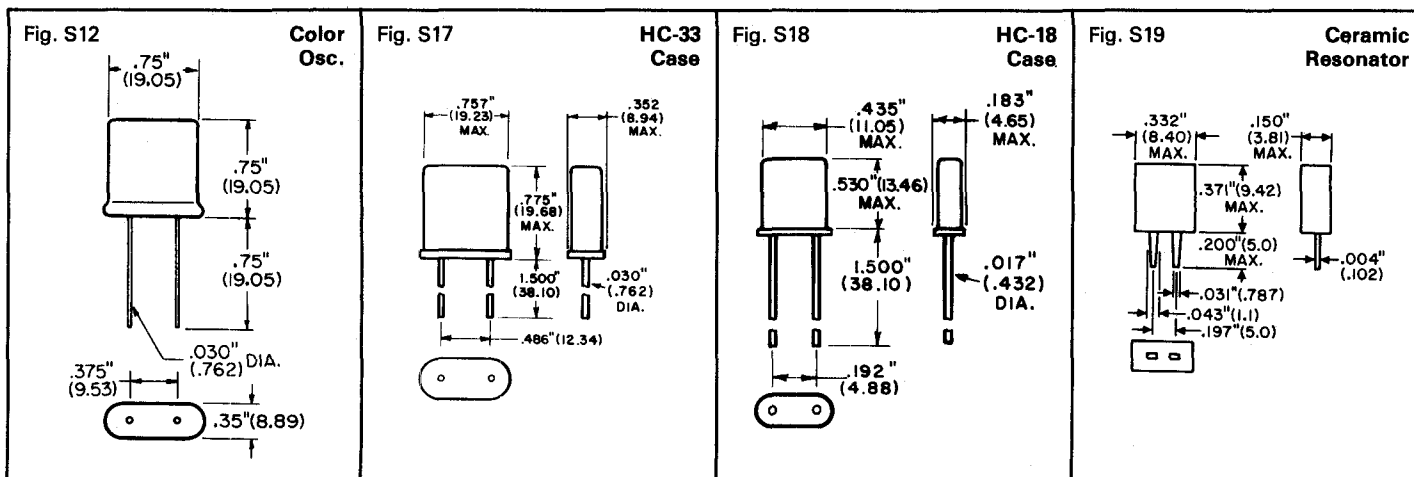 Fig. S12
Color
Osc.
.75"
(19.05)
.75"
(19.05)
.75"
(19.05)
.030" DIA.
(.762)
.375"
(9.53)
.35"(8.89)
Fig. S17
HC-33
Case
.757"
(19.23)
MAX.
.352
(8.94)
MAX.
.775"
(19.68)
MAX.
1.500"
(38.10)
.030"
(.762)
DIA.
.486"(12.34)
Fig. S18
HC-18
Case
.435"
(11.05)
MAX.
.183"
(4.65)
MAX.
.530"(13.46)
MAX.
1.500"
(38.10)
.017"
(.432)
DIA.
.192"
(4.88)
Fig. S19
Ceramic
Resonator
.332"
(8.40)
MAX.
.150"
(3.81)
MAX.
.371"(9.42)
MAX.
.200"(5.0)
MAX.
.004"
(.102)
.031"(.787)
.043"(1.1)
.197"(5.0)